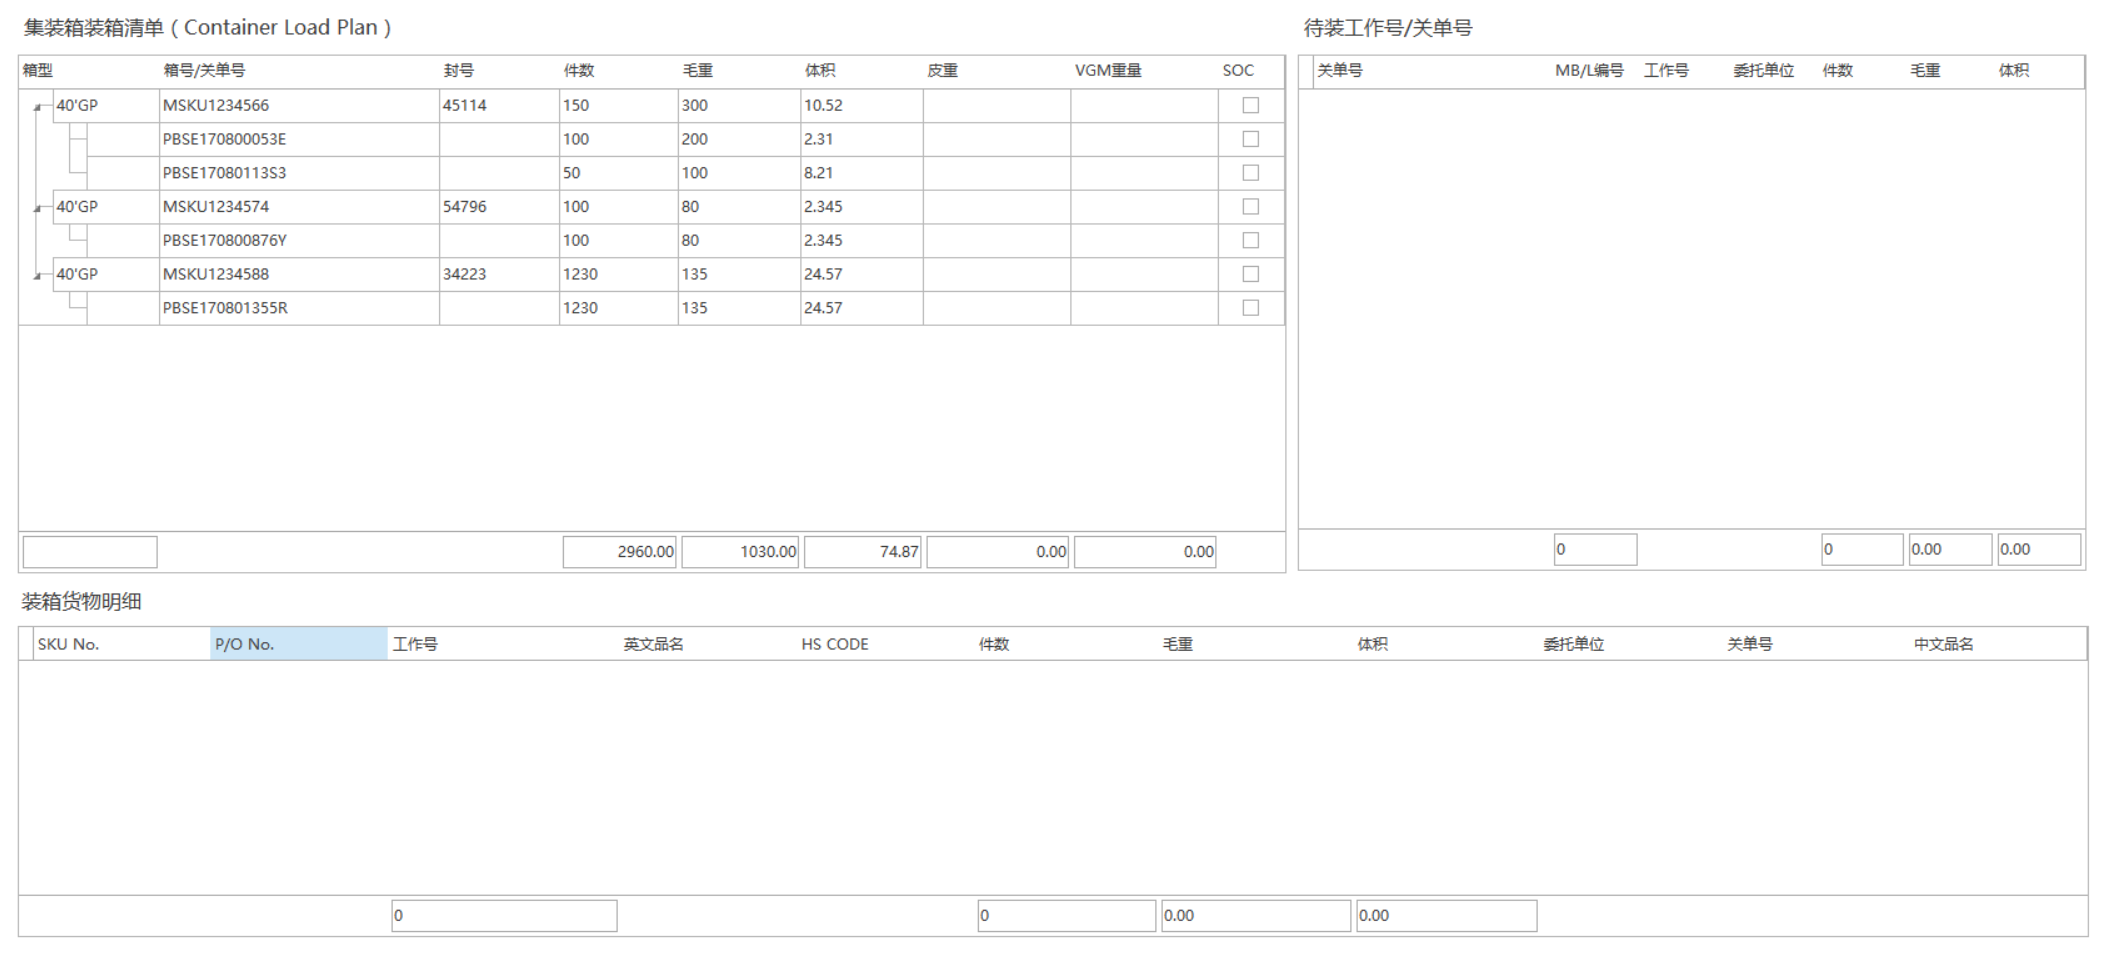 集装箱装箱清单（Container Load Plan）
箱型 箱号/关单号 封号 件数 毛重 体积 皮重 VGM重量 SOC
40'GP MSKU1234566 45114 150 300 10.52
PBSE170800053E 100 200 2.31
PBSE17080113S3 50 100 8.21
40'GP MSKU1234574 54796 100 80 2.345
PBSE170800876Y 100 80 2.345
40'GP MSKU1234588 34223 1230 135 24.57
PBSE170801355R 1230 135 24.57
2960.00 1030.00 74.87 0.00 0.00
待装工作号/关单号
关单号 MB/L编号 工作号 委托单位 件数 毛重 体积
0 0 0.00 0.00
装箱货物明细
SKU No. P/O No. 工作号 英文品名 HS CODE 件数 毛重 体积 委托单位 关单号 中文品名
0 0 0.00 0.00